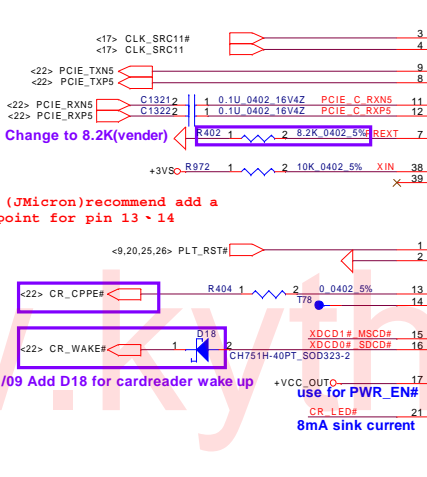 <17> CLK_SRC11# 3
<17> CLK_SRC11 4
<22> PCIE_TXN5 9
<22> PCIE_TXP5 8
<22> PCIE_RXN5 C1321 2 1 0.1U_0402_16V4Z PCIE_C_RXN5 11
<22> PCIE_RXP5 C1322 2 1 0.1U_0402_16V4Z PCIE_C_RXP5 12
Change to 8.2K(vender) R402 1 2 8.2K_0402_5% REXT 7
+3VS R972 1 2 10K_0402_5% XIN 38
39
(JMicron)recommend add a
point for pin 13、14
<9,20,25,26> PLT_RST# 1
2
<22> CR_CPPE# R404 1 2 0_0402_5% 13
T78 14
XDCD1#_MSCD# 15
<22> CR_WAKE# 1 D18 2 XDCD0#_SDCD# 16
CH751H-40PT_SOD323-2
/09 Add D18 for cardreader wake up
+VCC_OUT 17
use for PWR_EN#
CR_LED# 21
8mA sink current
.kyth